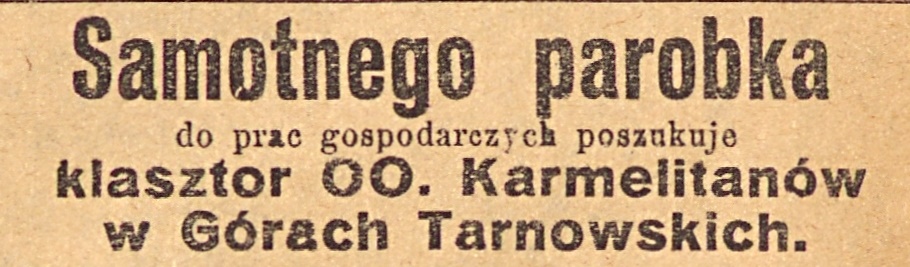 Samotnego parobka
do prac gospodarczych poszukuje
klasztor OO. Karmelitanów
w Górach Tarnowskich.